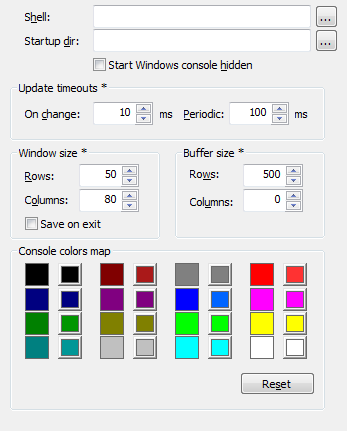 Shell:
...
Startup dir:
...
Start Windows console hidden
Update timeouts *
On change: 10 ms Periodic: 100 ms
Window size * Buffer size *
Rows: 50 Rows: 500
Columns: 80 Columns: 0
Save on exit
Console colors map
Reset